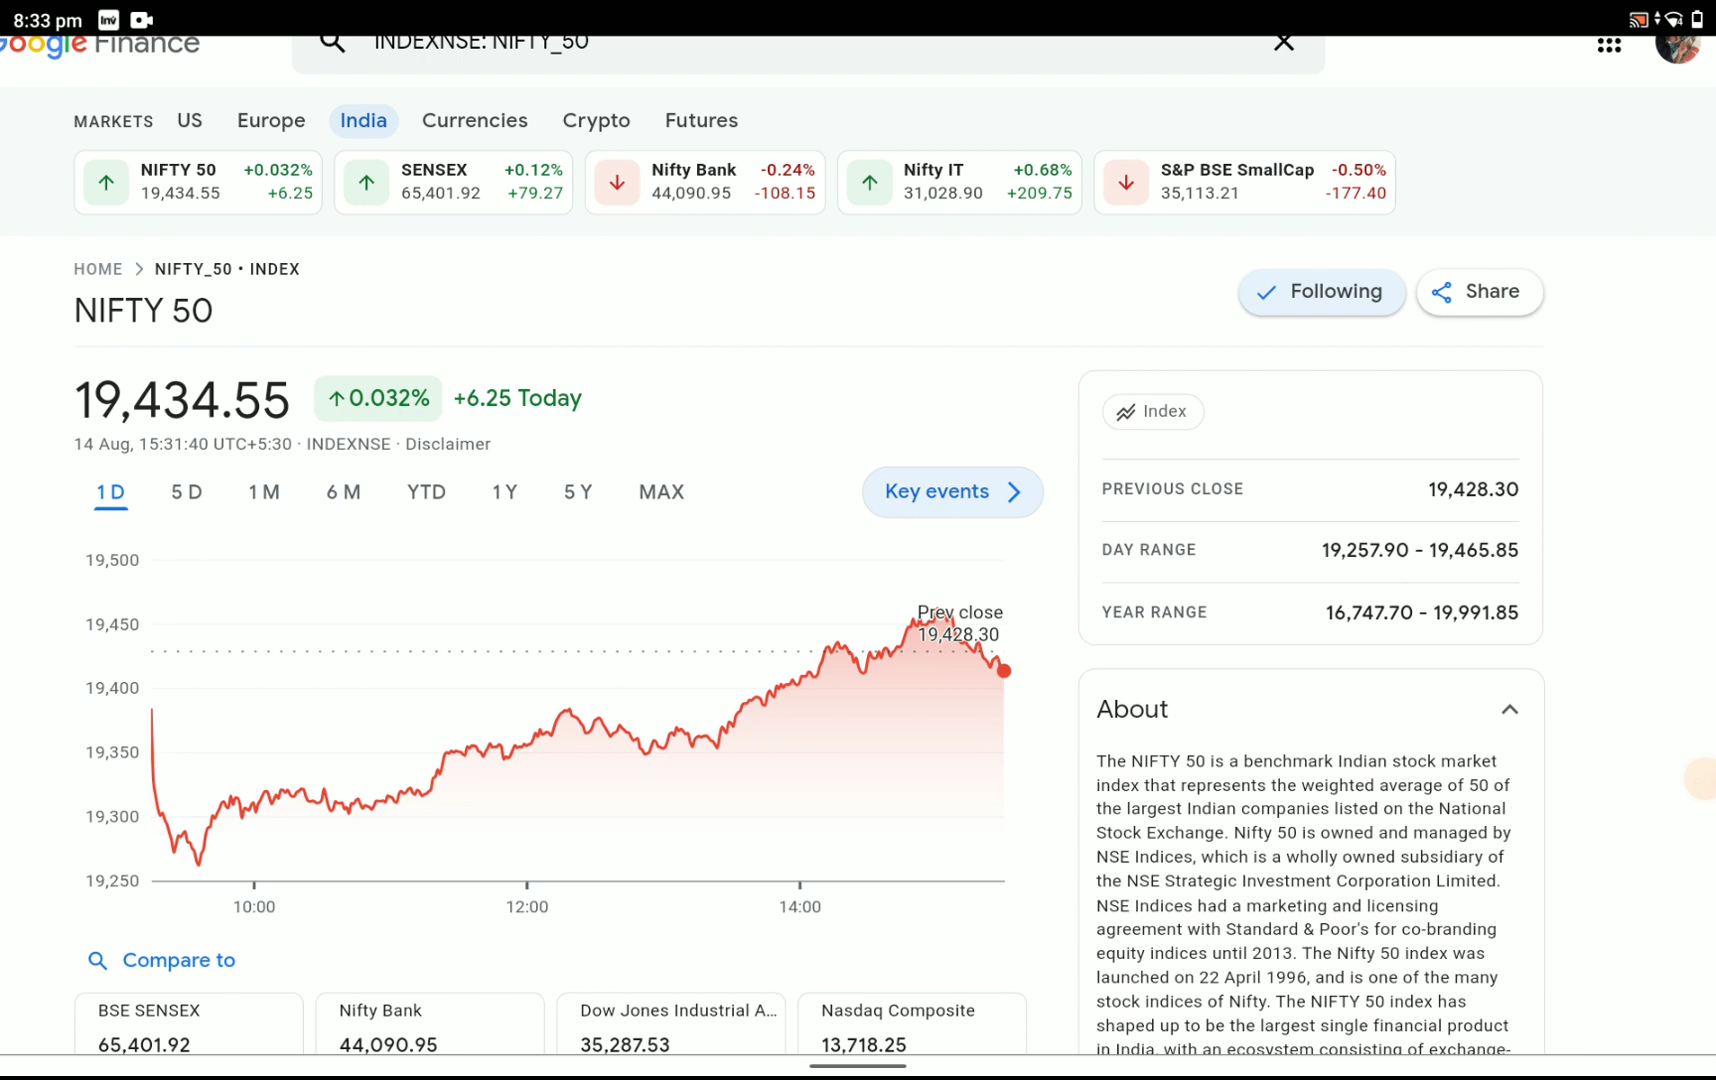 8:33 pm
Google Finance
INDEXNSE: NIFTY_50
MARKETS US Europe India Currencies Crypto Futures
NIFTY 50 +0.032%
19,434.55 +6.25
SENSEX +0.12%
65,401.92 +79.27
Nifty Bank -0.24%
44,090.95 -108.15
Nifty IT +0.68%
31,028.90 +209.75
S&P BSE SmallCap -0.50%
35,113.21 -177.40
HOME > NIFTY_50 • INDEX
NIFTY 50
Following
Share
19,434.55 ↑0.032% +6.25 Today
14 Aug, 15:31:40 UTC+5:30 · INDEXNSE · Disclaimer
1 D 5 D 1 M 6 M YTD 1 Y 5 Y MAX
Key events
19,500
19,450
19,400
19,350
19,300
19,250
Prev close
19,428.30
10:00 12:00 14:00
Compare to
BSE SENSEX
65,401.92
Nifty Bank
44,090.95
Dow Jones Industrial A...
35,287.53
Nasdaq Composite
13,718.25
Index
PREVIOUS CLOSE 19,428.30
DAY RANGE 19,257.90 - 19,465.85
YEAR RANGE 16,747.70 - 19,991.85
About
The NIFTY 50 is a benchmark Indian stock market
index that represents the weighted average of 50 of
the largest Indian companies listed on the National
Stock Exchange. Nifty 50 is owned and managed by
NSE Indices, which is a wholly owned subsidiary of
the NSE Strategic Investment Corporation Limited.
NSE Indices had a marketing and licensing
agreement with Standard & Poor's for co-branding
equity indices until 2013. The Nifty 50 index was
launched on 22 April 1996, and is one of the many
stock indices of Nifty. The NIFTY 50 index has
shaped up to be the largest single financial product
in India, with an ecosystem consisting of exchange-